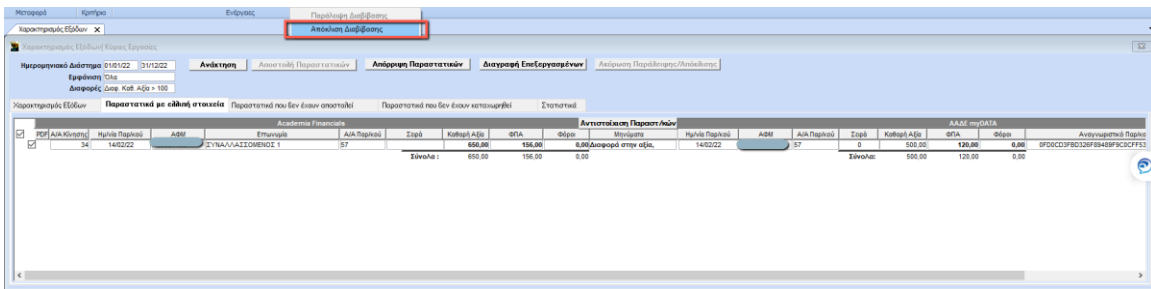 Μεταφορά Κριτήριο Ενέργειες Παράλειψη Διαβίβασης
Χαρακτηρισμός Εξόδων X Απόκλιση Διαβίβασης
Χαρακτηρισμός Εξόδων| Κύριες Εργασίες
Ημερομηνιακό Διάστημα 01/01/22 31/12/22 Ανάκτηση Αποστολή Παραστατικών Απόρριψη Παραστατικών Διαγραφή Επεξεργασμένων Ακύρωση Παράλειψης/Απόκλισης
Εμφάνιση Όλα
Διαφορές Διαφ. Καθ. Αξία > 100
Χαρακτηρισμός Εξόδων Παραστατικά με ελλιπή στοιχεία Παραστατικά που δεν έχουν αποσταλεί Παραστατικά που δεν έχουν καταχωρηθεί Στατιστικά
Academia Financials Αντιστοίχιση Παραστ/κών ΑΑΔΕ myDATA
PDF Α/Α Κίνησης Ημ/νία Παρ/κού ΑΦΜ Επωνυμία Α/Α Παρ/κού Σειρά Καθαρή Αξία ΦΠΑ Φόροι Μηνύματα Ημ/νία Παρ/κού ΑΦΜ Α/Α Παρ/κού Σειρά Καθαρή Αξία ΦΠΑ Φόροι Αναγνωριστικό Παρ/κο
34 14/02/22 ΣΥΝΑΛΛΑΣΣΟΜΕΝΟΣ 1 57 650,00 156,00 0,00 Διαφορά στην αξία, 14/02/22 57 0 500,00 120,00 0,00
Σύνολα : 650,00 156,00 0,00 Σύνολα: 500,00 120,00 0,00